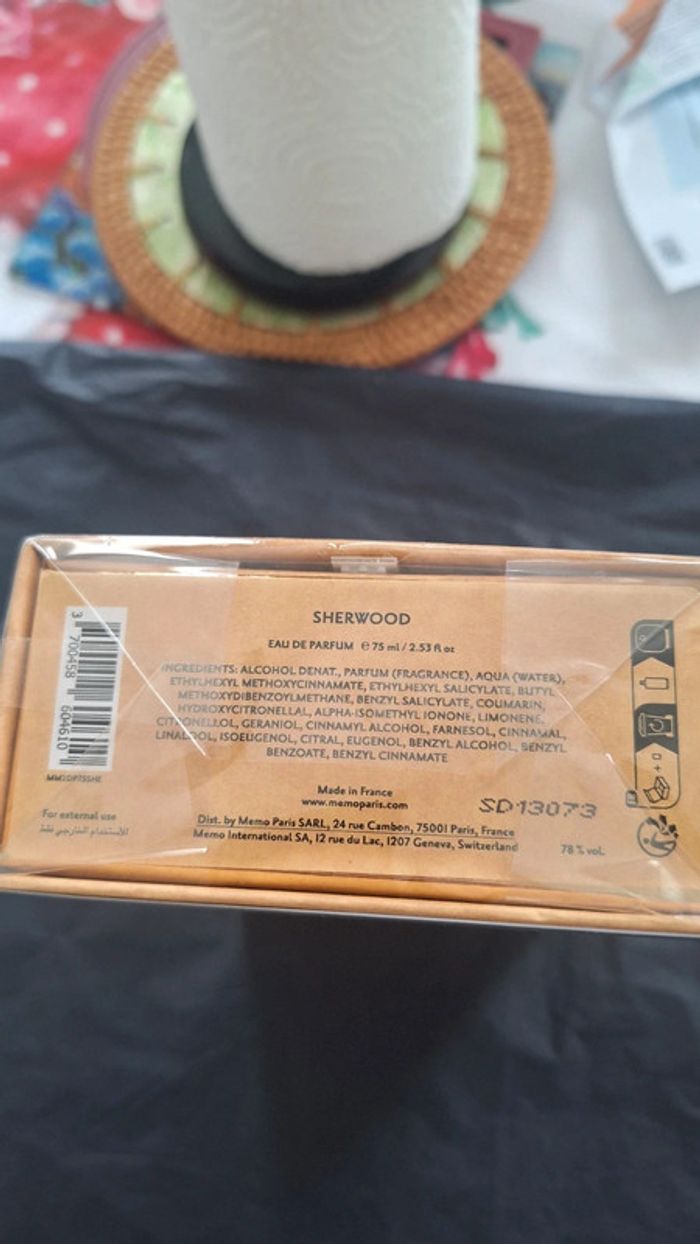 SHERWOOD
EAU DE PARFUM ℮ 75 ml / 2.53 fl oz
INGREDIENTS: ALCOHOL DENAT., PARFUM (FRAGRANCE), AQUA (WATER),
ETHYLHEXYL METHOXYCINNAMATE, ETHYLHEXYL SALICYLATE, BUTYL
METHOXYDIBENZOYLMETHANE, BENZYL SALICYLATE, COUMARIN,
HYDROXYCITRONELLAL, ALPHA-ISOMETHYL IONONE, LIMONENE,
CITRONELLOL, GERANIOL, CINNAMYL ALCOHOL, FARNESOL, CINNAMAL,
LINALOOL, ISOEUGENOL, CITRAL, EUGENOL, BENZYL ALCOHOL, BENZYL
BENZOATE, BENZYL CINNAMATE
3 700458 604610
MM2DP75SHE
Made in France
www.memoparis.com
SD13073
For external use
للاستخدام الخارجي فقط
Dist. by Memo Paris SARL, 24 rue Cambon, 75001 Paris, France
Memo International SA, 12 rue du Lac, 1207 Geneva, Switzerland
78 % vol.